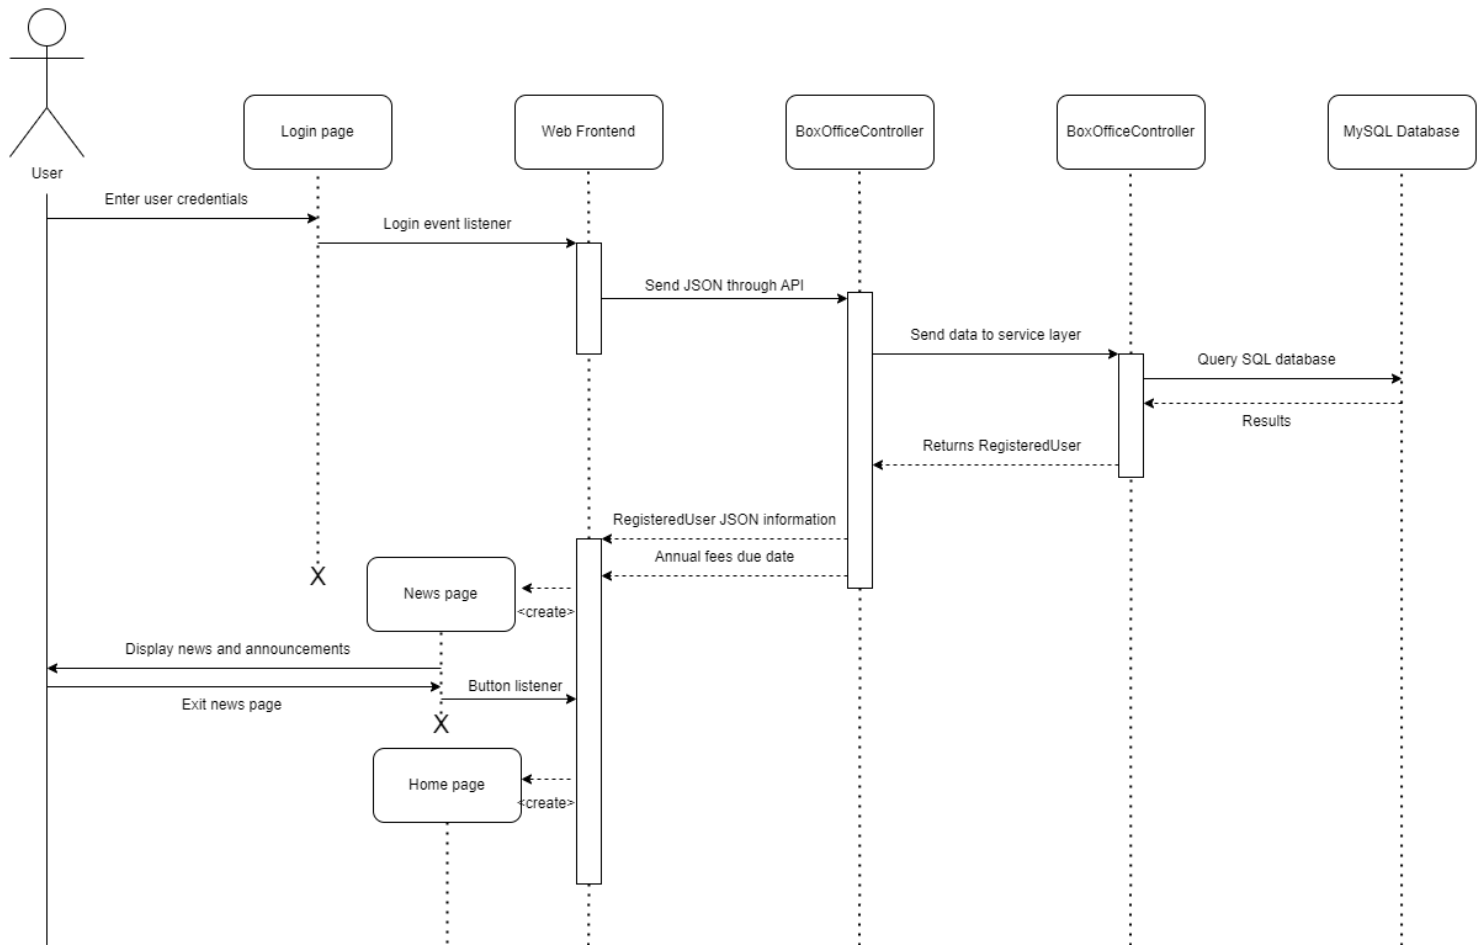 User
Login page
Web Frontend
BoxOfficeController
BoxOfficeController
MySQL Database
Enter user credentials
Login event listener
Send JSON through API
Send data to service layer
Query SQL database
Results
Returns RegisteredUser
RegisteredUser JSON information
Annual fees due date
X
News page
<create>
Display news and announcements
Button listener
Exit news page
X
Home page
<create>